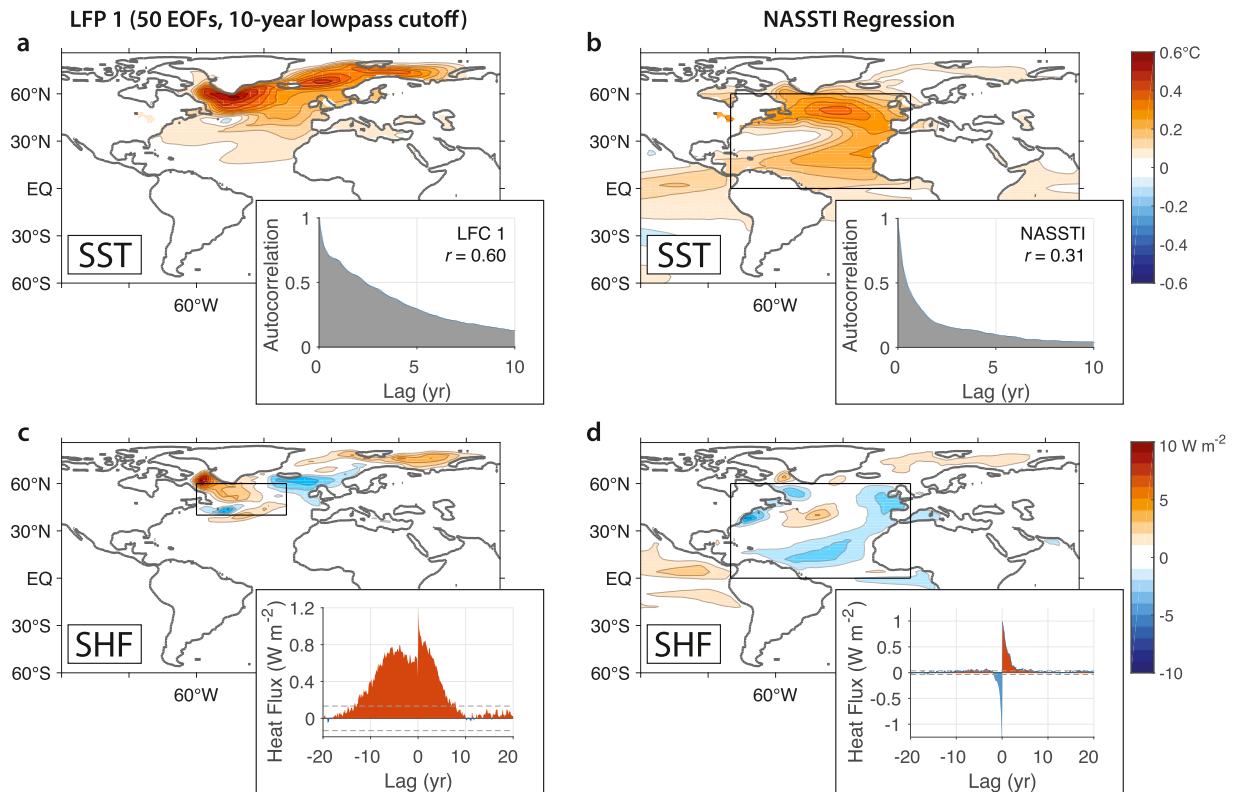 LFP 1 (50 EOFs, 10-year lowpass cutoff)
NASSTI Regression
a
60°N
30°N
EQ
30°S
60°S
60°W
SST
1
0.5
0
Autocorrelation
LFC 1
r = 0.60
0 5 10
Lag (yr)
b
60°N
30°N
EQ
30°S
60°S
60°W
SST
1
0.5
0
Autocorrelation
NASSTI
r = 0.31
0 5 10
Lag (yr)
0.6°C
0.4
0.2
0
-0.2
-0.4
-0.6
c
60°N
30°N
EQ
30°S
60°S
60°W
SHF
1.2
0.8
0.4
0
Heat Flux (W m-2)
-20 -10 0 10 20
Lag (yr)
d
60°N
30°N
EQ
30°S
60°S
60°W
SHF
1
0.5
0
-0.5
-1
Heat Flux (W m-2)
-20 -10 0 10 20
Lag (yr)
10 W m-2
5
0
-5
-10